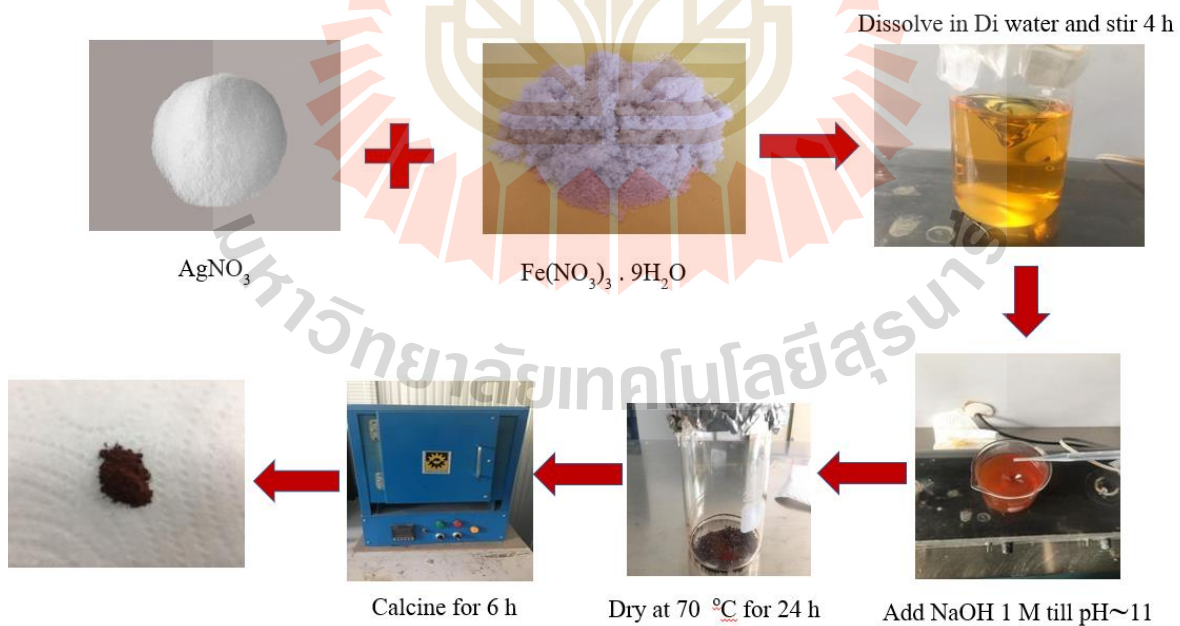 Dissolve in Di water and stir 4 h
AgNO₃
Fe(NO₃)₃ . 9H₂O
มหาวิทยาลัยเทคโนโลยีสุรนารี
Calcine for 6 h
Dry at 70 °C for 24 h
Add NaOH 1 M till pH~11